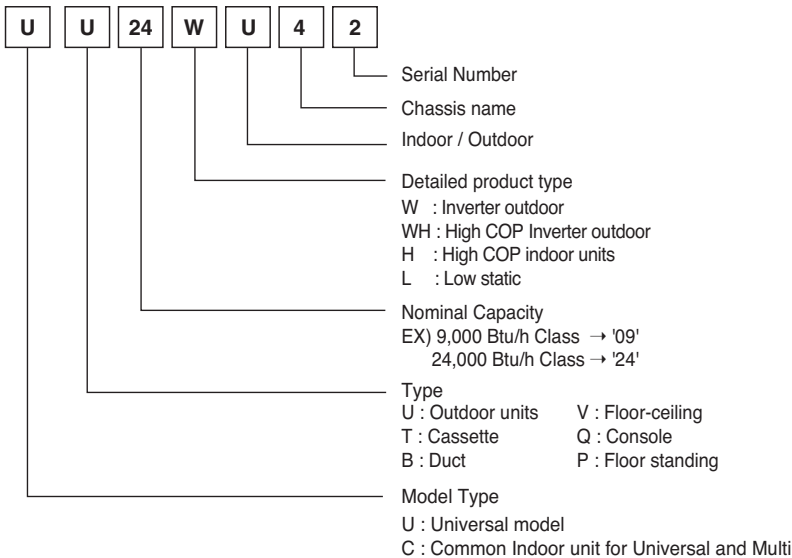 U U 24 W U 4 2
Serial Number
Chassis name
Indoor / Outdoor
Detailed product type
W : Inverter outdoor
WH : High COP Inverter outdoor
H : High COP indoor units
L : Low static
Nominal Capacity
EX) 9,000 Btu/h Class → '09'
24,000 Btu/h Class → '24'
Type
U : Outdoor units V : Floor-ceiling
T : Cassette Q : Console
B : Duct P : Floor standing
Model Type
U : Universal model
C : Common Indoor unit for Universal and Multi